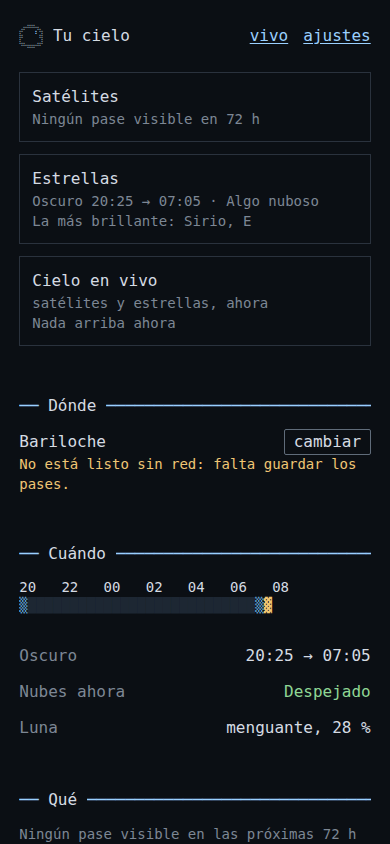 Tu cielo vivo ajustes
Satélites
Ningún pase visible en 72 h
Estrellas
Oscuro 20:25 → 07:05 · Algo nuboso
La más brillante: Sirio, E
Cielo en vivo
satélites y estrellas, ahora
Nada arriba ahora
Dónde
Bariloche cambiar
No está listo sin red: falta guardar los
pases.
Cuándo
20 22 00 02 04 06 08
Oscuro 20:25 → 07:05
Nubes ahora Despejado
Luna menguante, 28 %
Qué
Ningún pase visible en las próximas 72 h